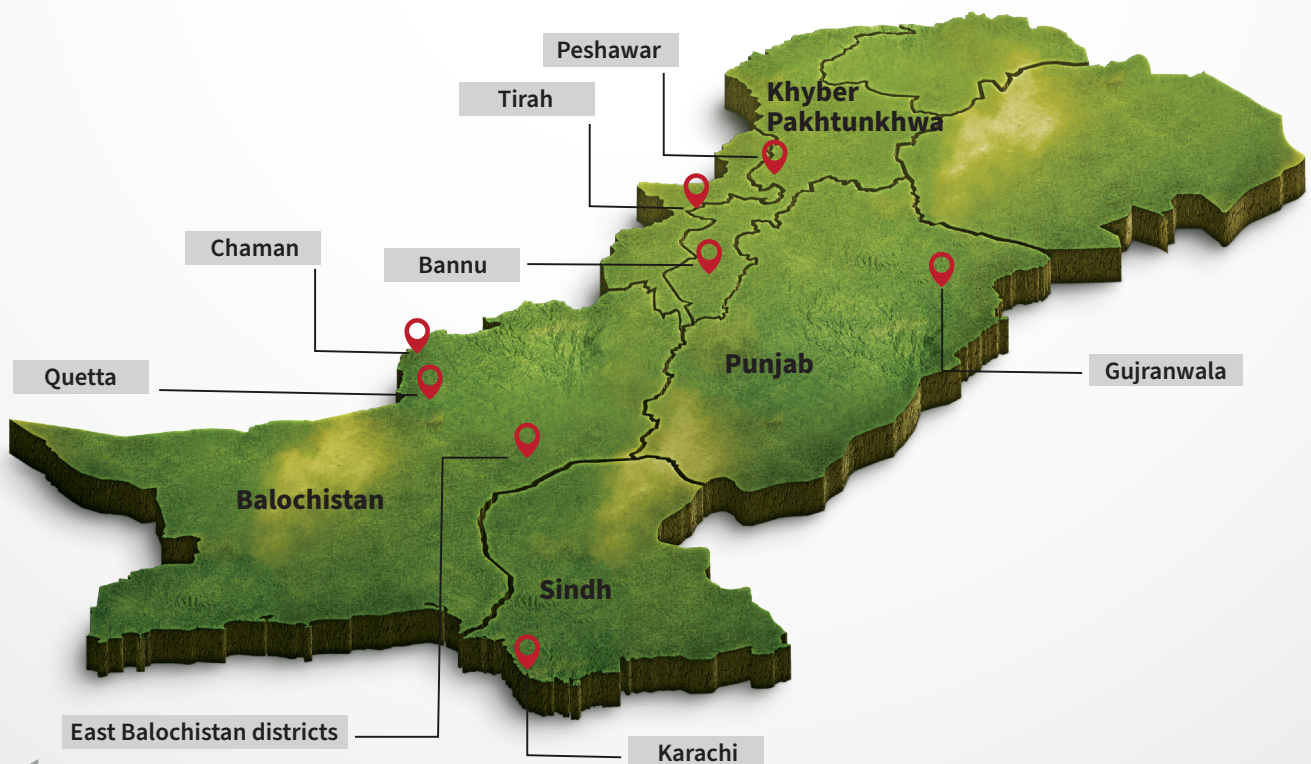 Peshawar
Tirah
Khyber
Pakhtunkhwa
Chaman
Bannu
Quetta
Punjab
Gujranwala
Balochistan
Sindh
East Balochistan districts
Karachi